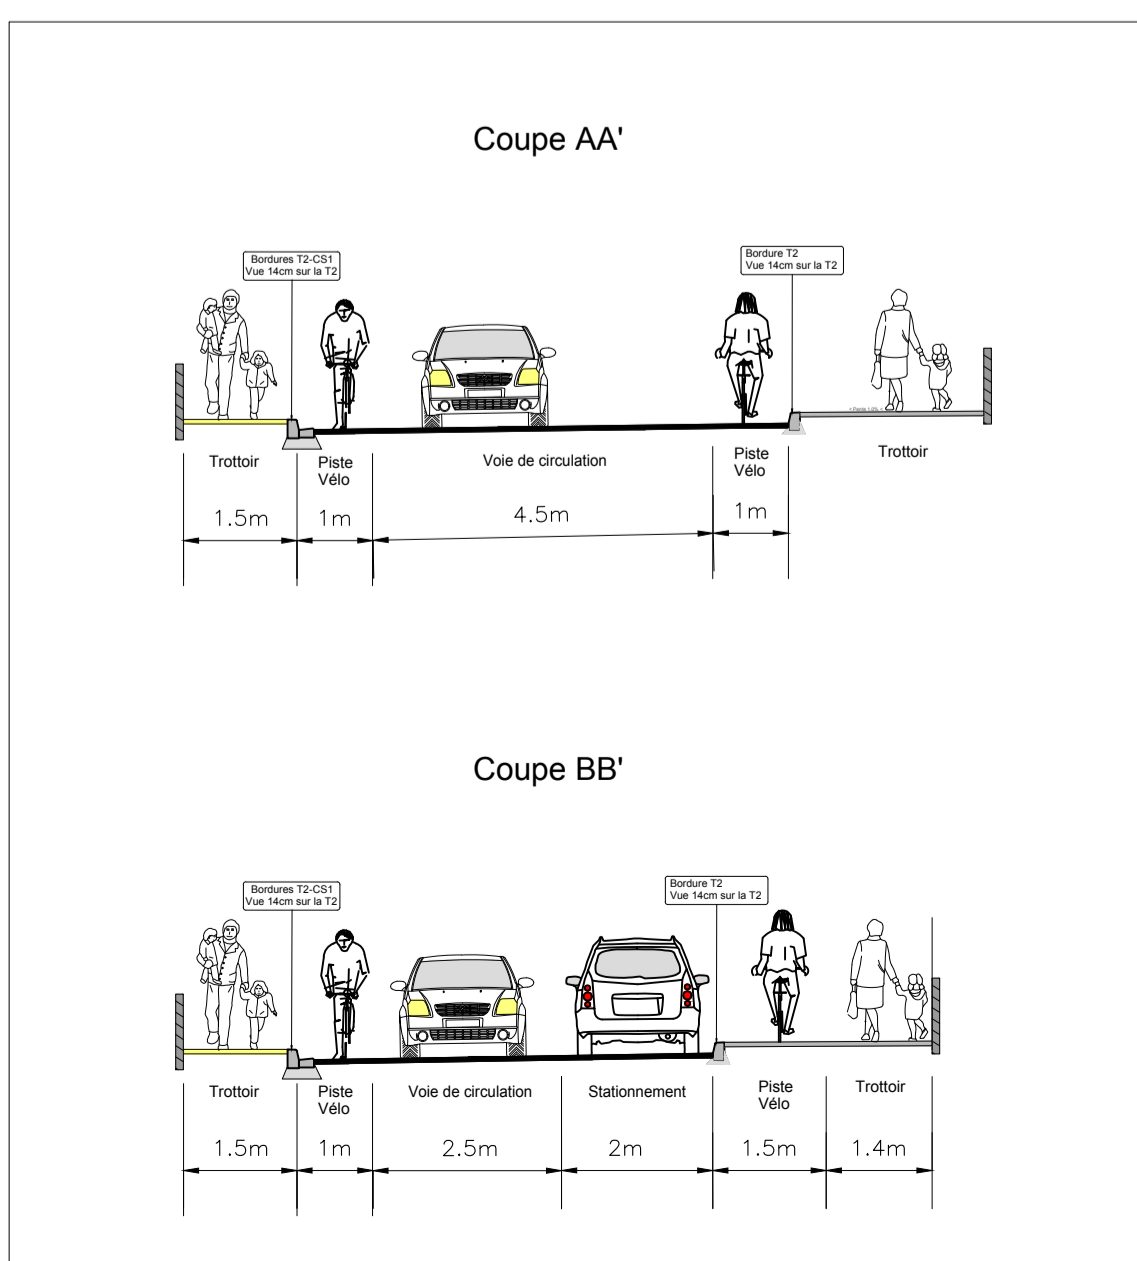 Coupe AA'
Bordures T2-CS1
Vue 14cm sur la T2
Bordure T2
Vue 14cm sur la T2
< Pente 1.0% <
Trottoir
Piste
Vélo
Voie de circulation
Piste
Vélo
Trottoir
1.5m
1m
4.5m
1m
Coupe BB'
Bordures T2-CS1
Vue 14cm sur la T2
Bordure T2
Vue 14cm sur la T2
Trottoir
Piste
Vélo
Voie de circulation
Stationnement
Piste
Vélo
Trottoir
1.5m
1m
2.5m
2m
1.5m
1.4m